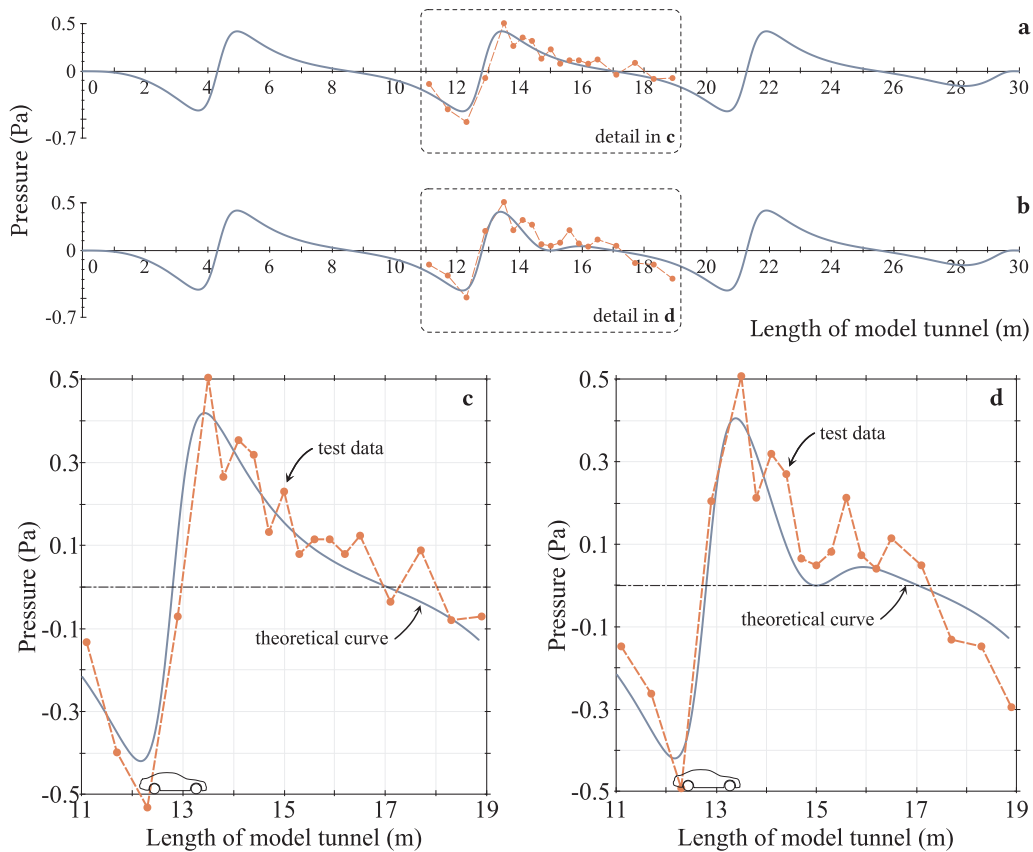 a
0.5
0
-0.7
0 2 4 6 8 10 12 14 16 18 20 22 24 26 28 30
detail in c
Pressure (Pa)
b
0.5
0
-0.7
0 2 4 6 8 10 12 14 16 18 20 22 24 26 28 30
detail in d
Length of model tunnel (m)
c
0.5
0.3
0.1
-0.1
-0.3
-0.5
Pressure (Pa)
test data
theoretical curve
11 13 15 17 19
Length of model tunnel (m)
d
0.5
0.3
0.1
-0.1
-0.3
-0.5
Pressure (Pa)
test data
theoretical curve
11 13 15 17 19
Length of model tunnel (m)